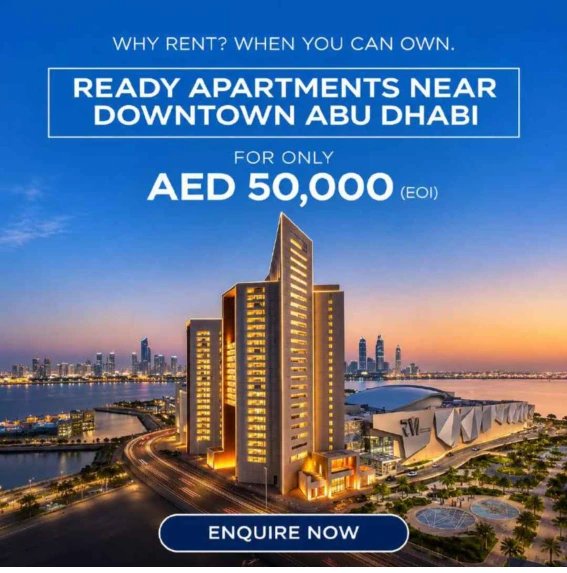 WHY RENT? WHEN YOU CAN OWN.
READY APARTMENTS NEAR
DOWNTOWN ABU DHABI
FOR ONLY
AED 50,000 (EOI)
ENQUIRE NOW